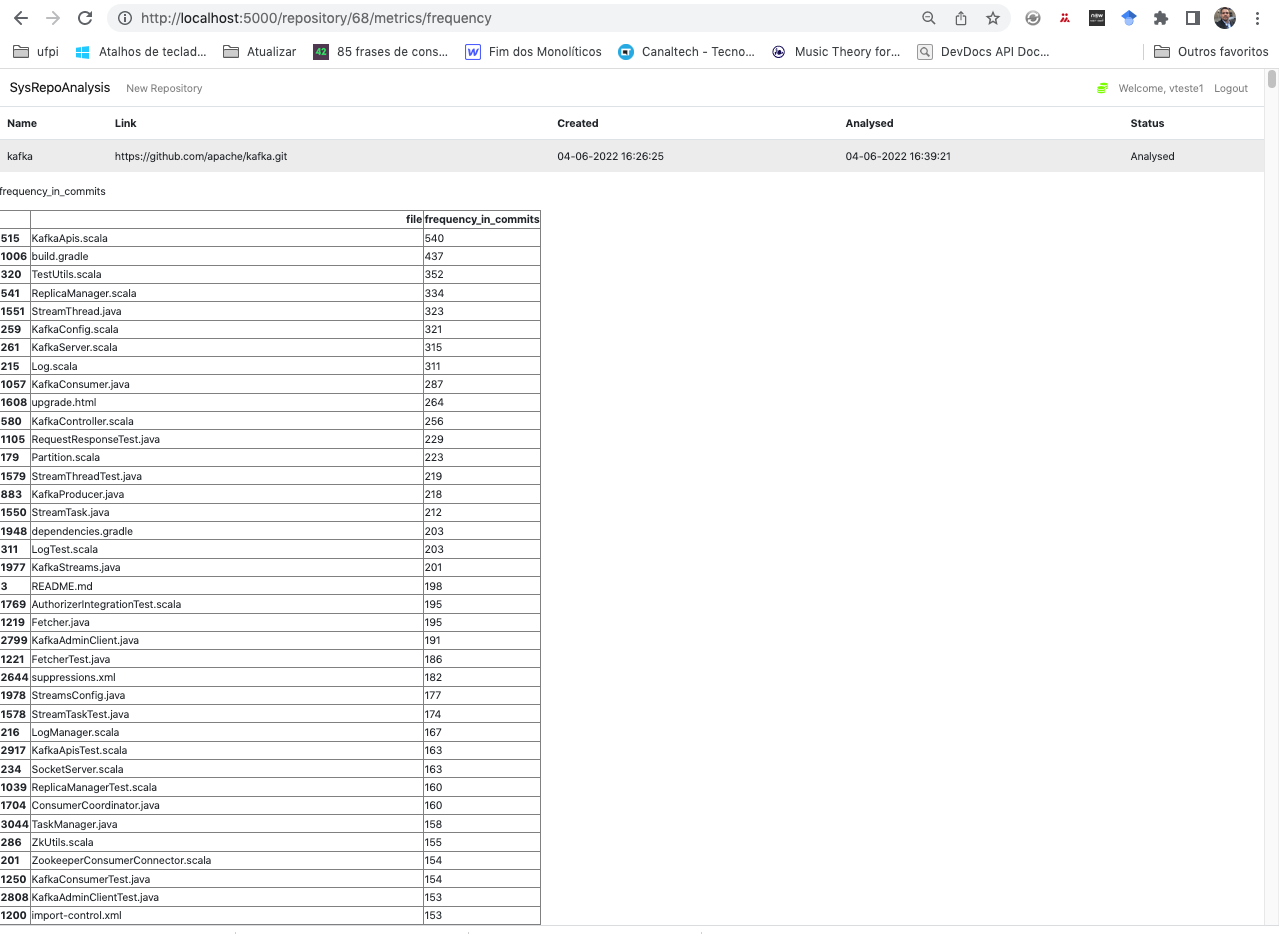 http://localhost:5000/repository/68/metrics/frequency
ufpi Atalhos de teclad... Atualizar 42 85 frases de cons... W Fim dos Monolíticos Canaltech - Tecno... Music Theory for... DevDocs API Doc... Outros favoritos
SysRepoAnalysis New Repository Welcome, vteste1 Logout
Name Link Created Analysed Status
kafka https://github.com/apache/kafka.git 04-06-2022 16:26:25 04-06-2022 16:39:21 Analysed
frequency_in_commits
file frequency_in_commits
515 KafkaApis.scala 540
1006 build.gradle 437
320 TestUtils.scala 352
541 ReplicaManager.scala 334
1551 StreamThread.java 323
259 KafkaConfig.scala 321
261 KafkaServer.scala 315
215 Log.scala 311
1057 KafkaConsumer.java 287
1608 upgrade.html 264
580 KafkaController.scala 256
1105 RequestResponseTest.java 229
179 Partition.scala 223
1579 StreamThreadTest.java 219
883 KafkaProducer.java 218
1550 StreamTask.java 212
1948 dependencies.gradle 203
311 LogTest.scala 203
1977 KafkaStreams.java 201
3 README.md 198
1769 AuthorizerIntegrationTest.scala 195
1219 Fetcher.java 195
2799 KafkaAdminClient.java 191
1221 FetcherTest.java 186
2644 suppressions.xml 182
1978 StreamsConfig.java 177
1578 StreamTaskTest.java 174
216 LogManager.scala 167
2917 KafkaApisTest.scala 163
234 SocketServer.scala 163
1039 ReplicaManagerTest.scala 160
1704 ConsumerCoordinator.java 160
3044 TaskManager.java 158
286 ZkUtils.scala 155
201 ZookeeperConsumerConnector.scala 154
1250 KafkaConsumerTest.java 154
2808 KafkaAdminClientTest.java 153
1200 import-control.xml 153